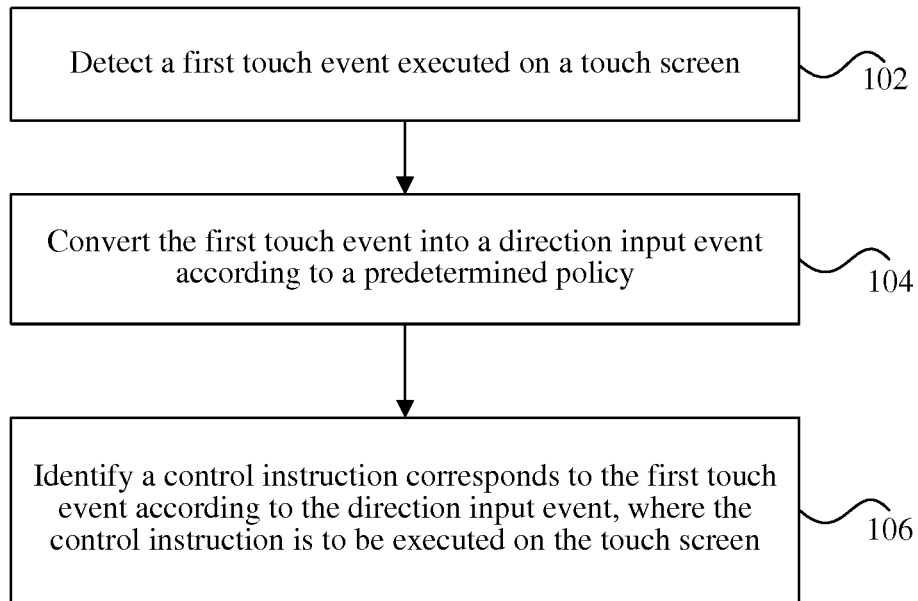 Detect a first touch event executed on a touch screen
102
Convert the first touch event into a direction input event
according to a predetermined policy
104
Identify a control instruction corresponds to the first touch
event according to the direction input event, where the
control instruction is to be executed on the touch screen
106